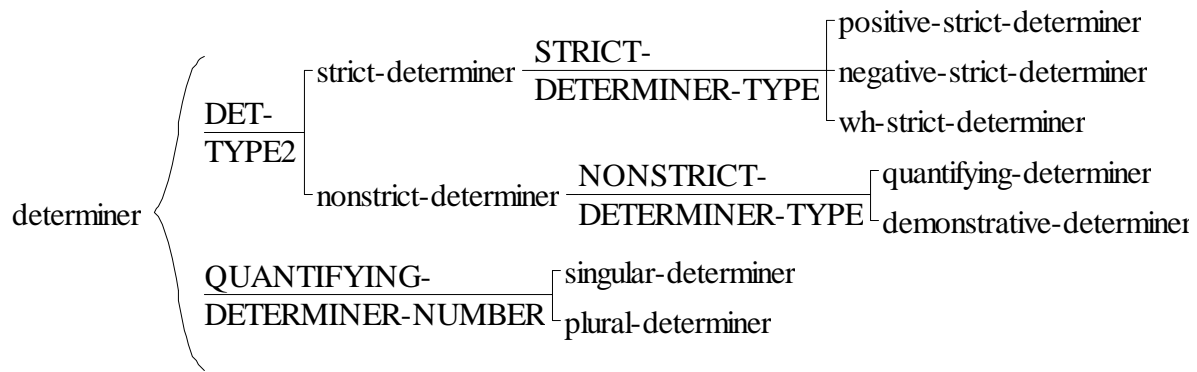 positive-strict-determiner
STRICT-
strict-determiner
DETERMINER-TYPE
negative-strict-determiner
wh-strict-determiner
DET-
TYPE2
nonstrict-determiner
NONSTRICT-
DETERMINER-TYPE
quantifying-determiner
demonstrative-determiner
determiner
QUANTIFYING-
DETERMINER-NUMBER
singular-determiner
plural-determiner